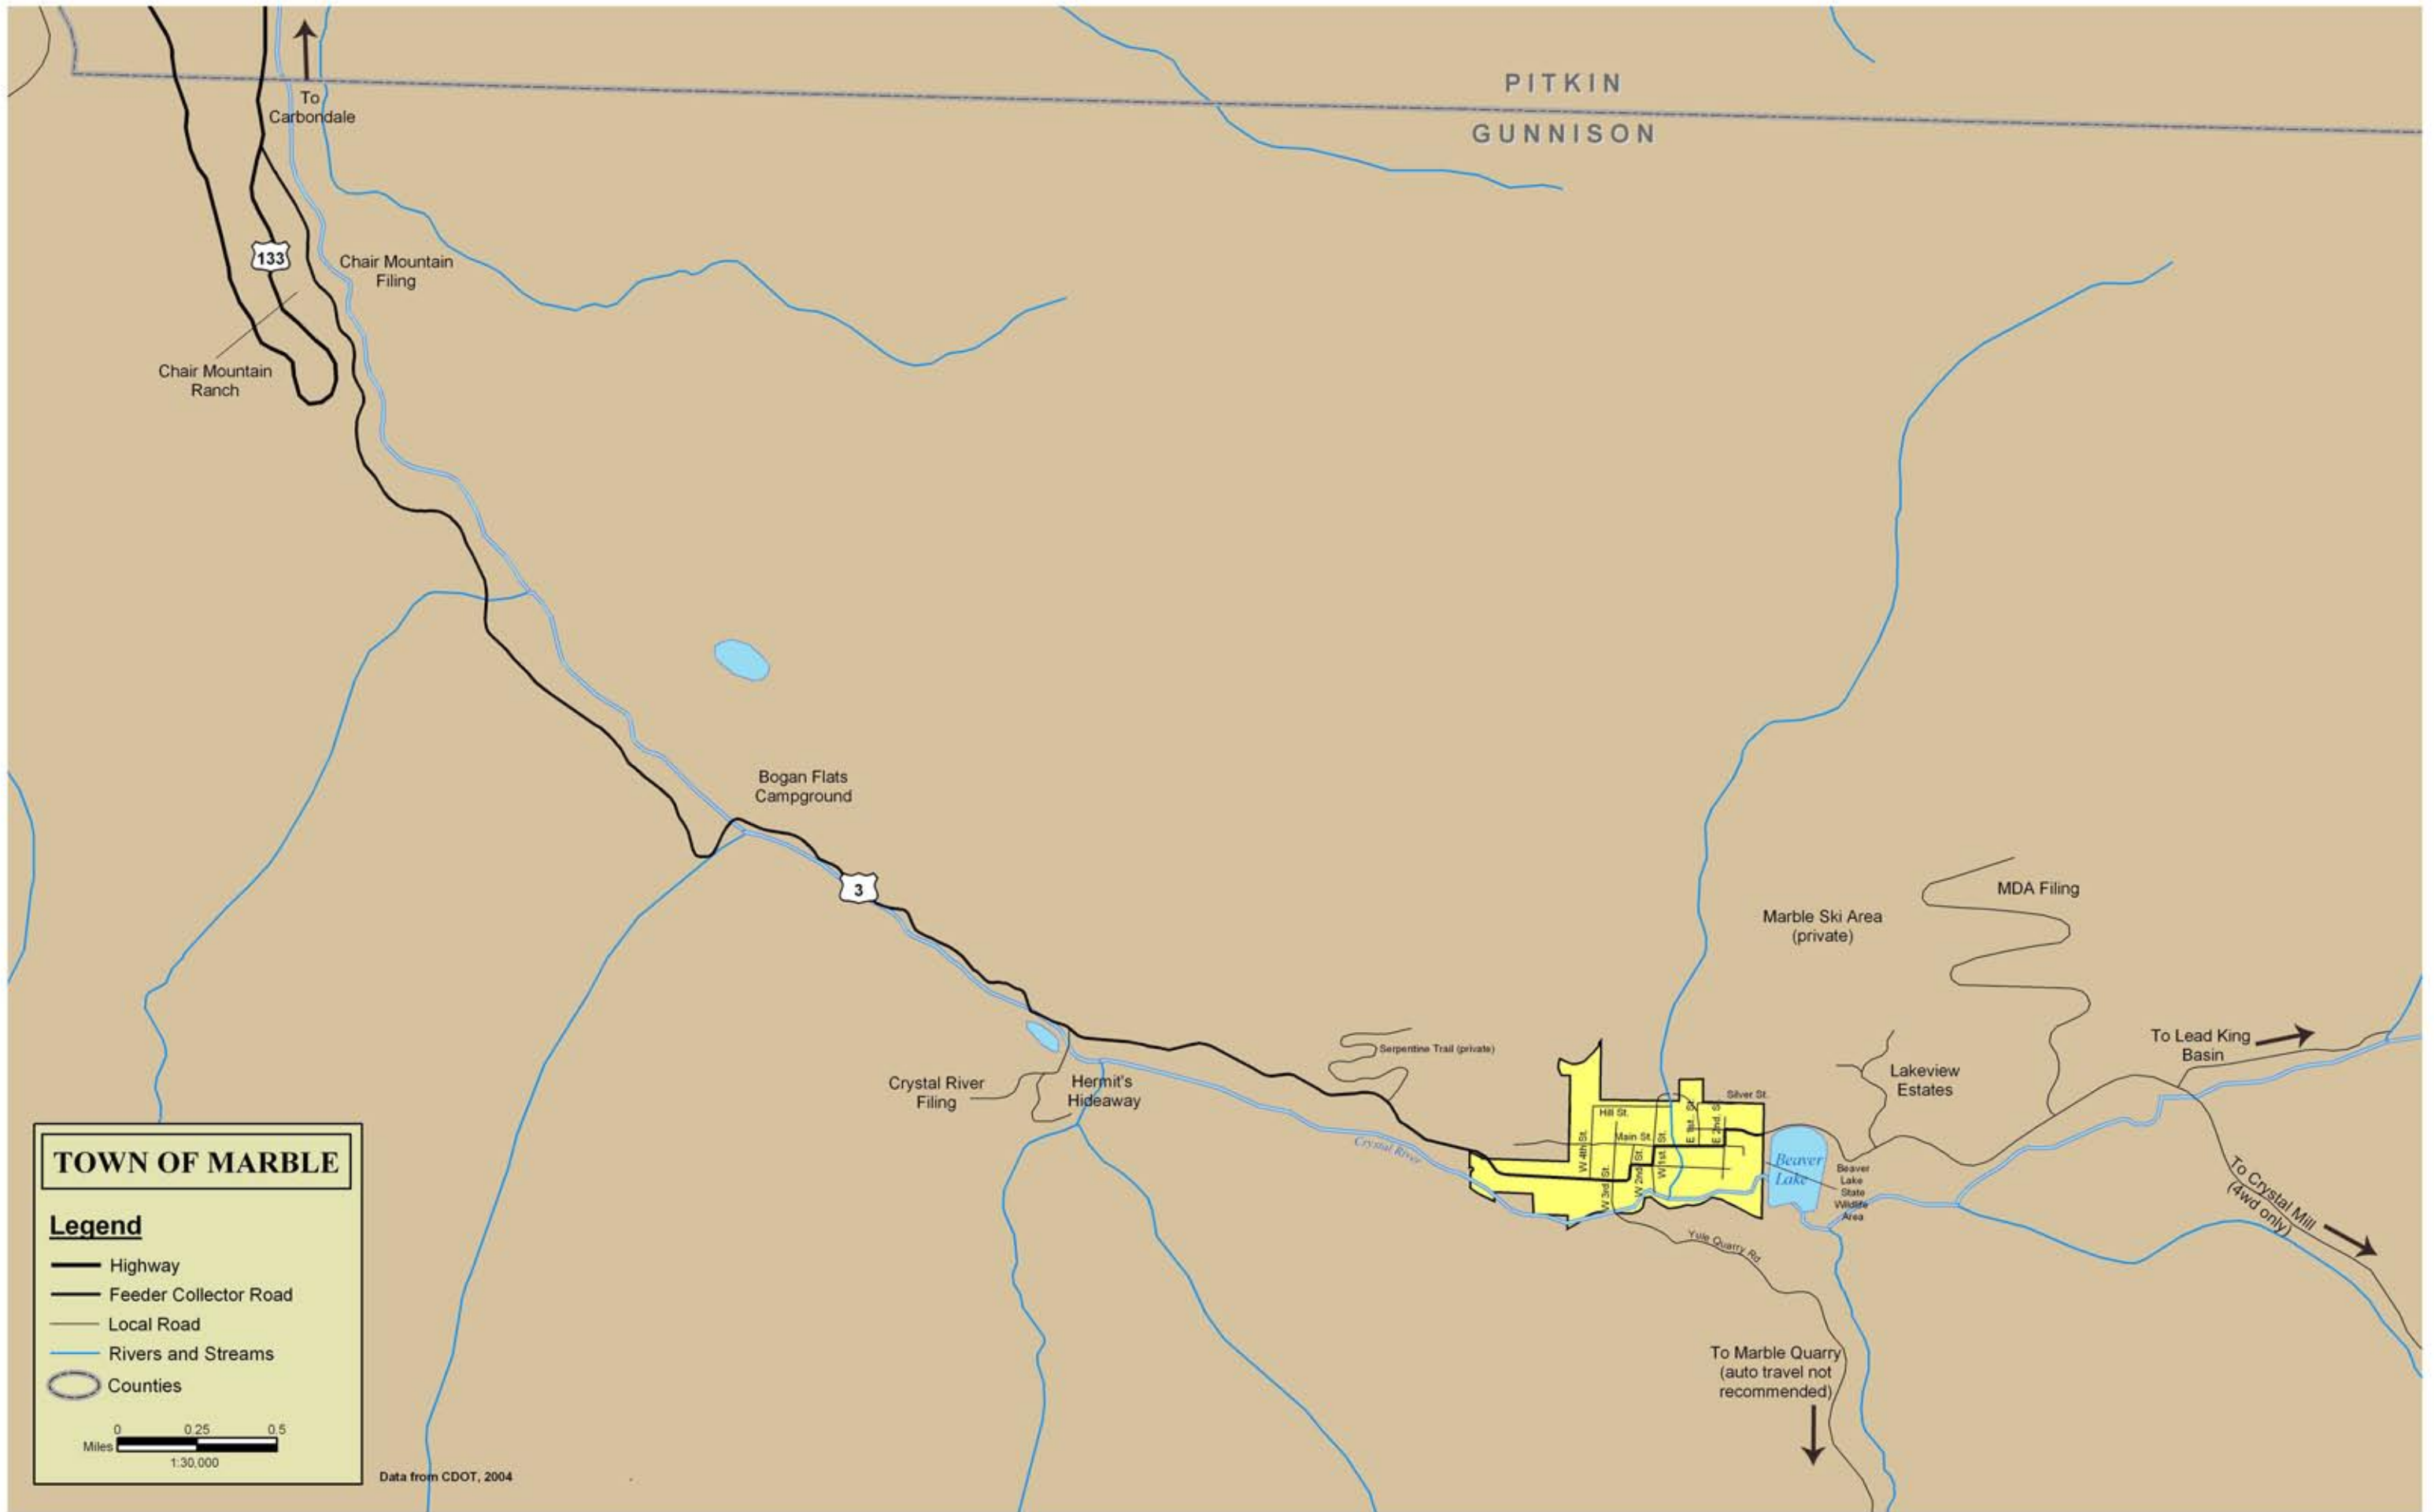 PITKIN
GUNNISON
To
Carbondale
133
Chair Mountain
Filing
Chair Mountain
Ranch
Bogan Flats
Campground
3
MDA Filing
Marble Ski Area
(private)
Serpentine Trail (private)
Crystal River
Filing
Hermit's
Hideaway
Crystal River
To Lead King
Basin
Lakeview
Estates
Silver St.
Hill St.
Main St.
W 4th St.
W 3rd. St.
W 2nd. St.
W 1st. St.
E 1st.. St.
E 2nd. S
Beaver
Lake
Beaver
Lake
State
Wildlife
Area
To Crystal Mill
(4wd only)
Yule Quarry Rd
To Marble Quarry
(auto travel not
recommended)
TOWN OF MARBLE
Legend
Highway
Feeder Collector Road
Local Road
Rivers and Streams
Counties
0 0.25 0.5
Miles
1:30,000
Data from CDOT, 2004